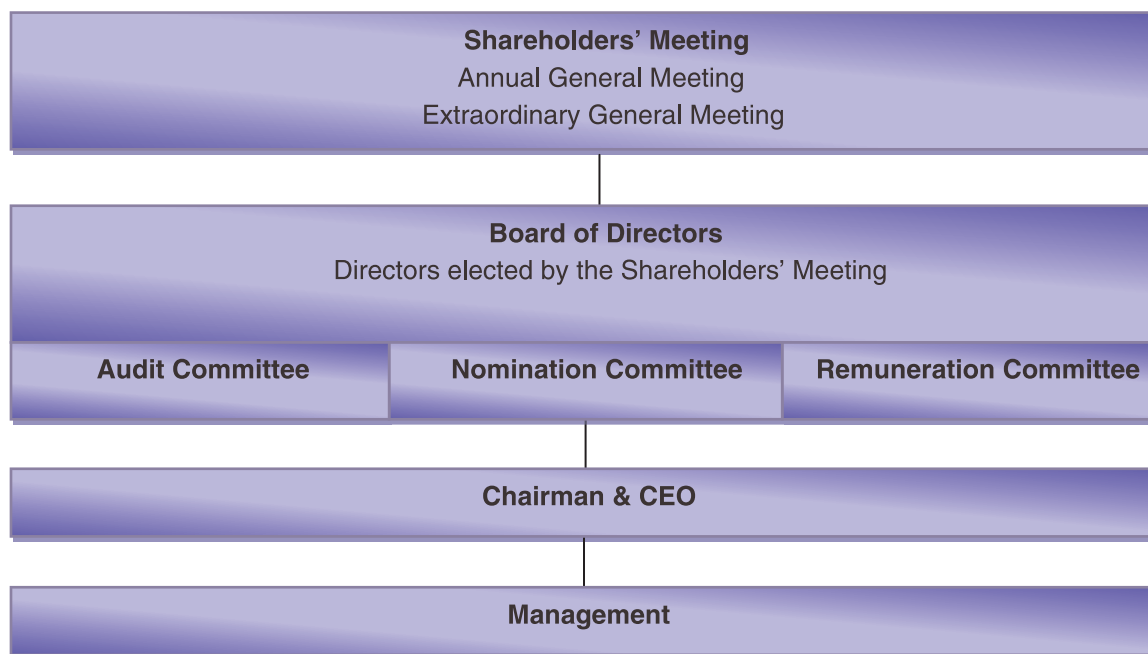 Shareholders’ Meeting
Annual General Meeting
Extraordinary General Meeting
Board of Directors
Directors elected by the Shareholders’ Meeting
Audit Committee
Nomination Committee
Remuneration Committee
Chairman & CEO
Management